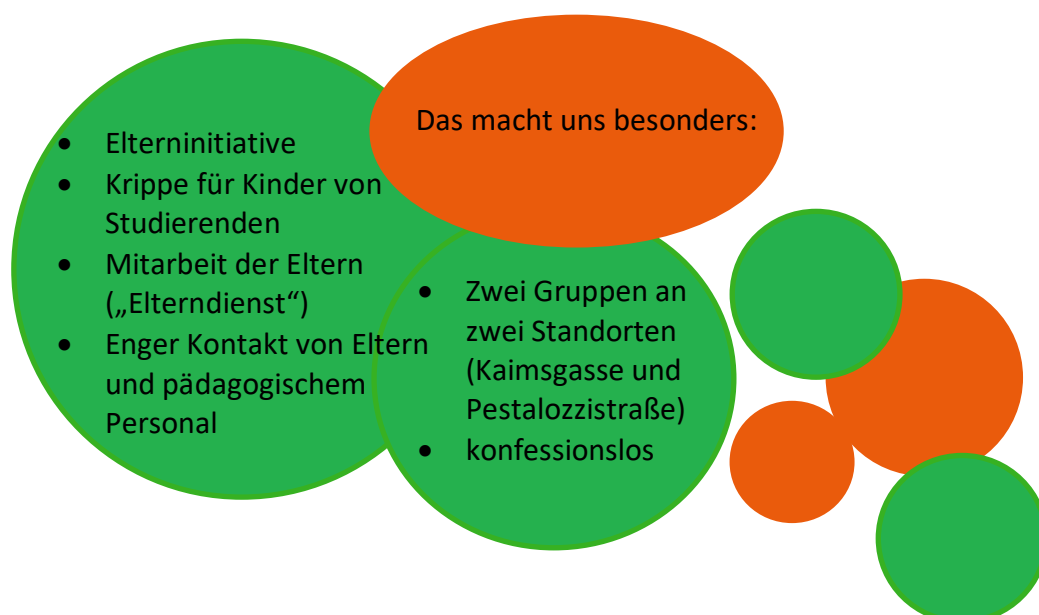 Das macht uns besonders:
• Elterninitiative
• Krippe für Kinder von
Studierenden
• Mitarbeit der Eltern
(„Elterndienst“)
• Enger Kontakt von Eltern
und pädagogischem
Personal
• Zwei Gruppen an
zwei Standorten
(Kaimsgasse und
Pestalozzistraße)
• konfessionslos